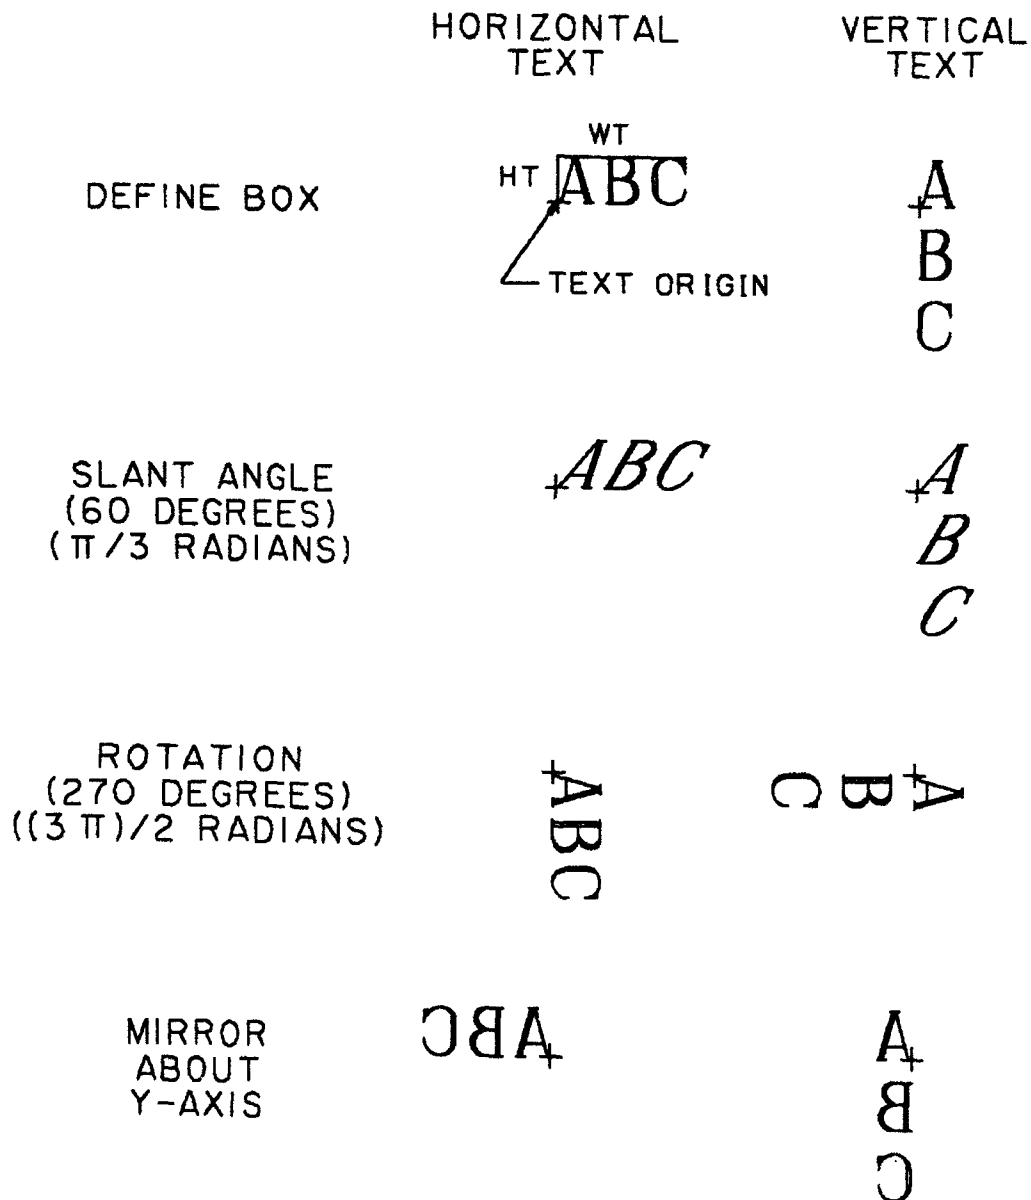 HORIZONTAL
TEXT
VERTICAL
TEXT
DEFINE BOX
WT
HT
ABC
TEXT ORIGIN
A
B
C
SLANT ANGLE
(60 DEGREES)
(π/3 RADIANS)
ABC
A
B
C
ROTATION
(270 DEGREES)
((3π)/2 RADIANS)
ABC
A
B
C
MIRROR
ABOUT
Y-AXIS
ABC
A
B
C